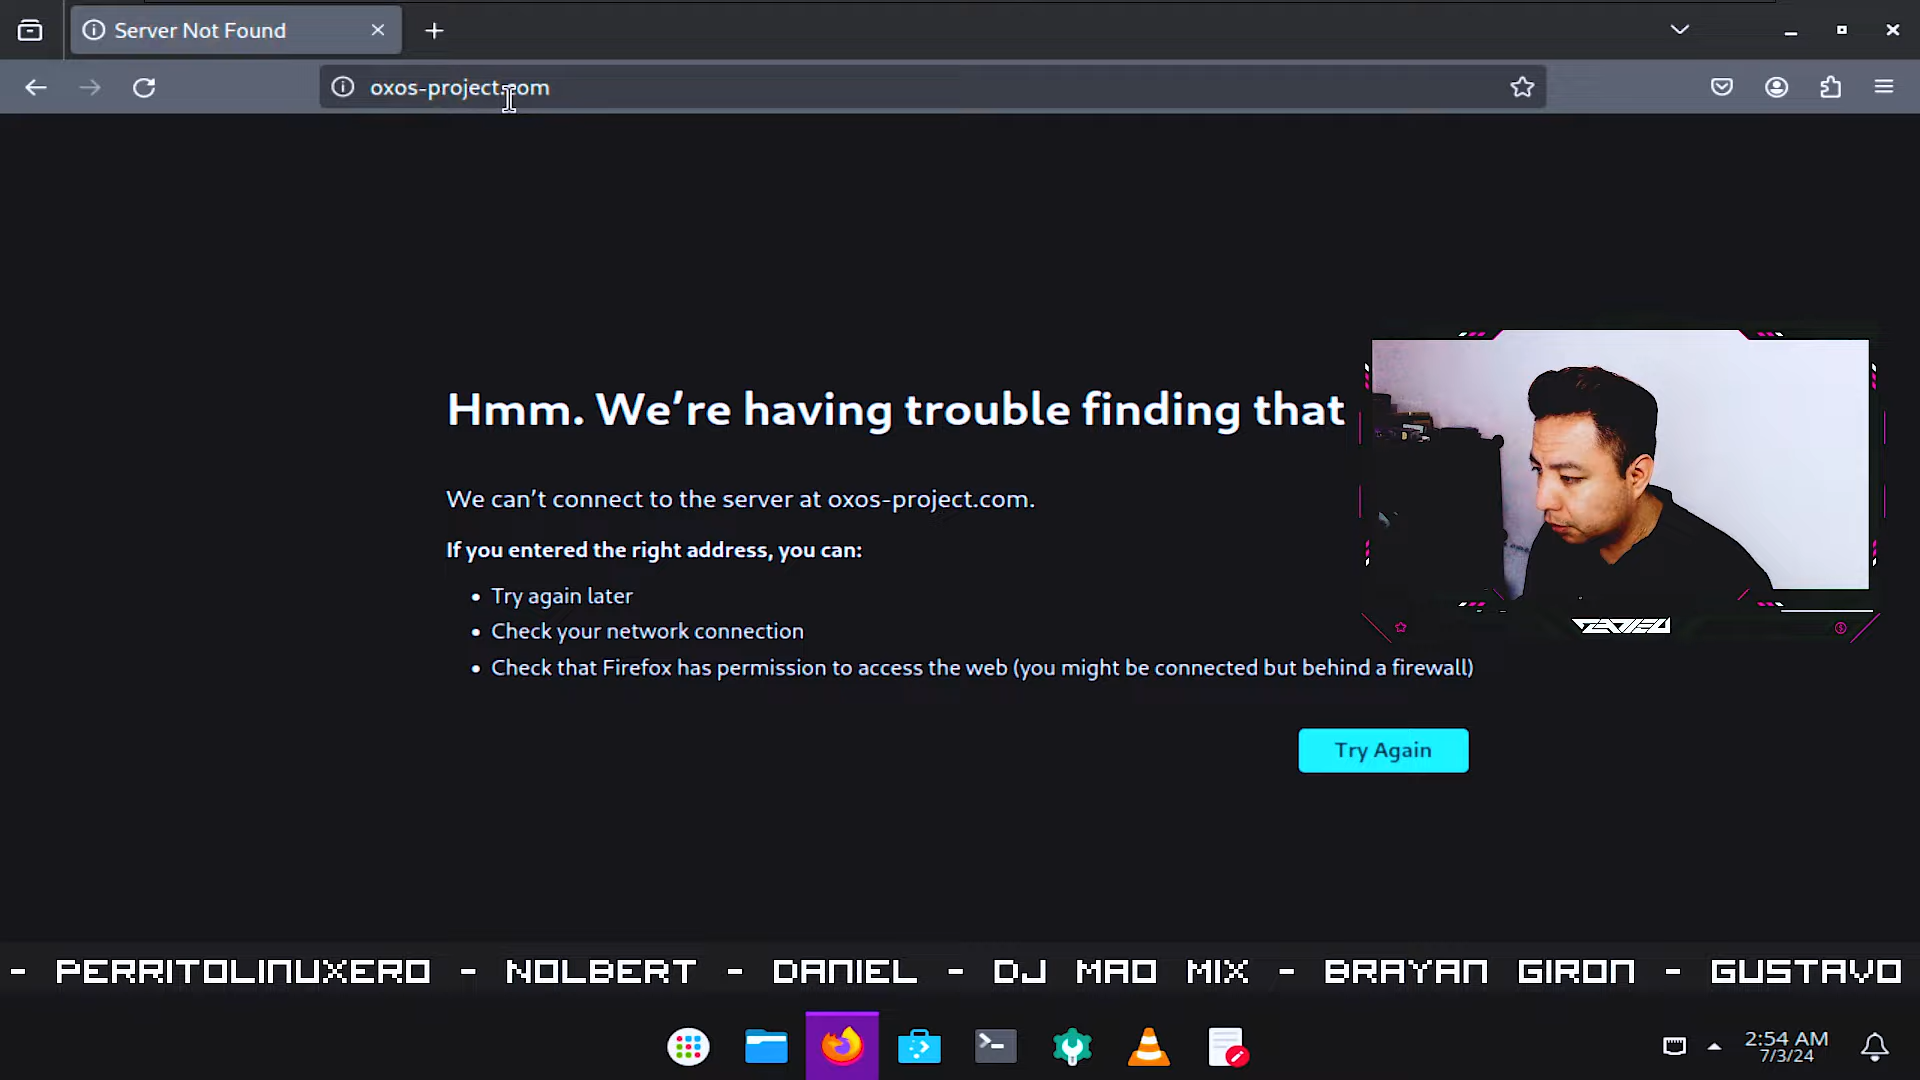 Server Not Found
oxos-project.com
Hmm. We're having trouble finding that
We can't connect to the server at oxos-project.com.
If you entered the right address, you can:
• Try again later
• Check your network connection
• Check that Firefox has permission to access the web (you might be connected but behind a firewall)
Try Again
- PERRITOLINUXERO - NOLBERT - DANIEL - DJ MAO MIX - BRAYAN GIRON - GUSTAVO
2:54 AM
7/3/24